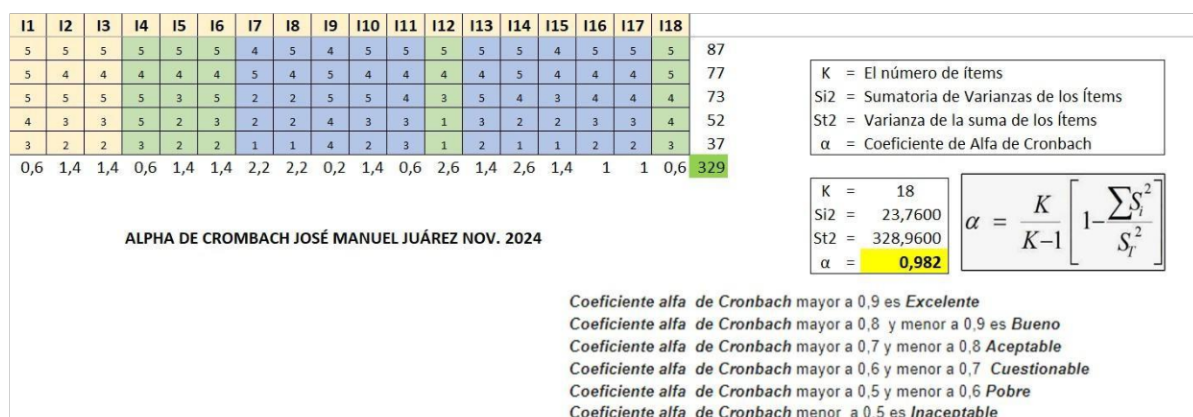 I1 I2 I3 I4 I5 I6 I7 I8 I9 I10 I11 I12 I13 I14 I15 I16 I17 I18
5 5 5 5 5 5 4 5 4 5 5 5 5 5 4 5 5 5 87
5 4 4 4 4 4 5 4 5 4 4 4 4 5 4 4 4 5 77
5 5 5 5 3 5 2 2 5 5 4 3 5 4 3 4 4 4 73
4 3 3 5 2 3 2 2 4 3 3 1 3 2 2 3 3 4 52
3 2 2 3 2 2 1 1 4 2 3 1 2 1 1 2 2 3 37
0,6 1,4 1,4 0,6 1,4 1,4 2,2 2,2 0,2 1,4 0,6 2,6 1,4 2,6 1,4 1 1 0,6 329
K = El número de ítems
Si2 = Sumatoria de Varianzas de los Ítems
St2 = Varianza de la suma de los Ítems
α = Coeficiente de Alfa de Cronbach
K = 18
Si2 = 23,7600
St2 = 328,9600
α = 0,982
α = K / K−1 [ 1− ∑S_i^2 / S_T^2 ]
ALPHA DE CROMBACH JOSÉ MANUEL JUÁREZ NOV. 2024
Coeficiente alfa de Cronbach mayor a 0,9 es Excelente
Coeficiente alfa de Cronbach mayor a 0,8 y menor a 0,9 es Bueno
Coeficiente alfa de Cronbach mayor a 0,7 y menor a 0,8 Aceptable
Coeficiente alfa de Cronbach mayor a 0,6 y menor a 0,7 Cuestionable
Coeficiente alfa de Cronbach mayor a 0,5 y menor a 0,6 Pobre
Coeficiente alfa de Cronbach menor a 0,5 es Inaceptable